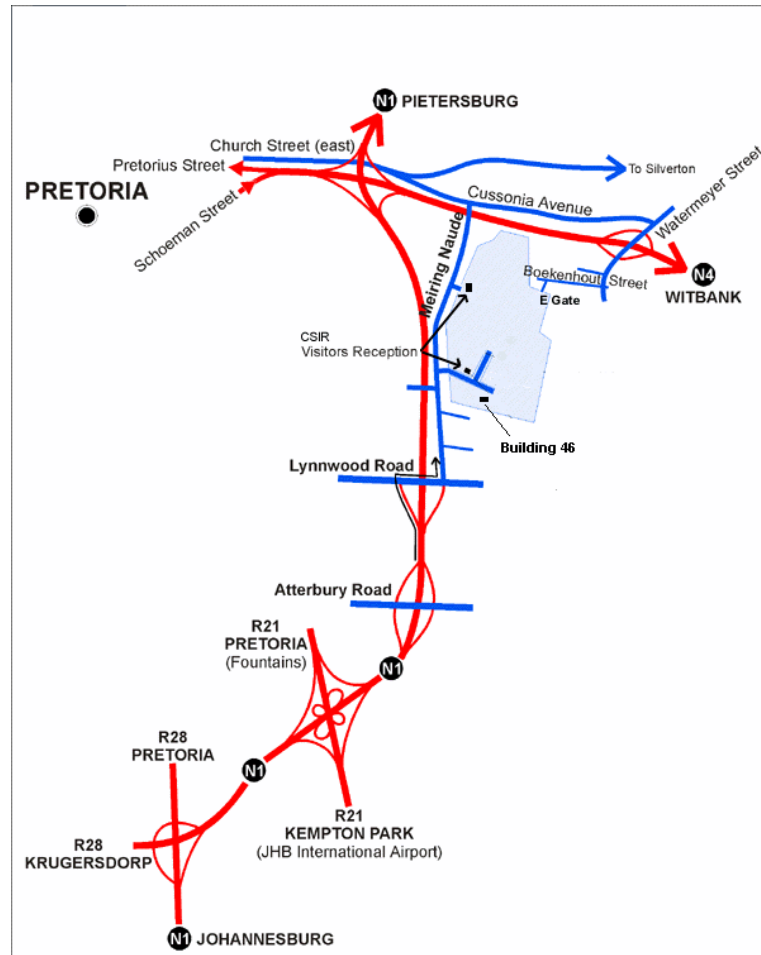 N1 PIETERSBURG
Church Street (east)
Pretorius Street
To Silverton
PRETORIA
Schoeman Street
Cussonia Avenue
Watermeyer Street
Meiring Naude
Boekenhout Street
N4
WITBANK
E Gate
CSIR
Visitors Reception
Building 46
Lynnwood Road
Atterbury Road
R21
PRETORIA
(Fountains)
N1
R28
PRETORIA
N1
R21
KEMPTON PARK
(JHB International Airport)
R28
KRUGERSDORP
N1 JOHANNESBURG